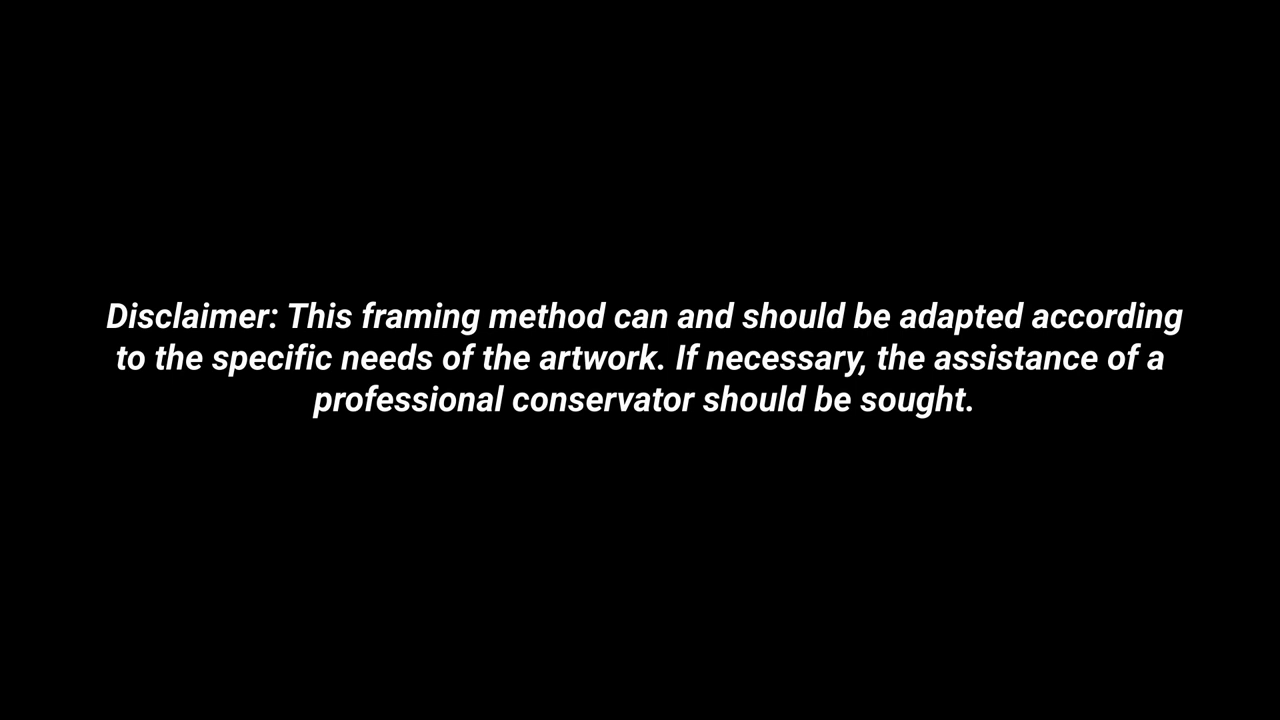 Disclaimer: This framing method can and should be adapted according
to the specific needs of the artwork. If necessary, the assistance of a
professional conservator should be sought.